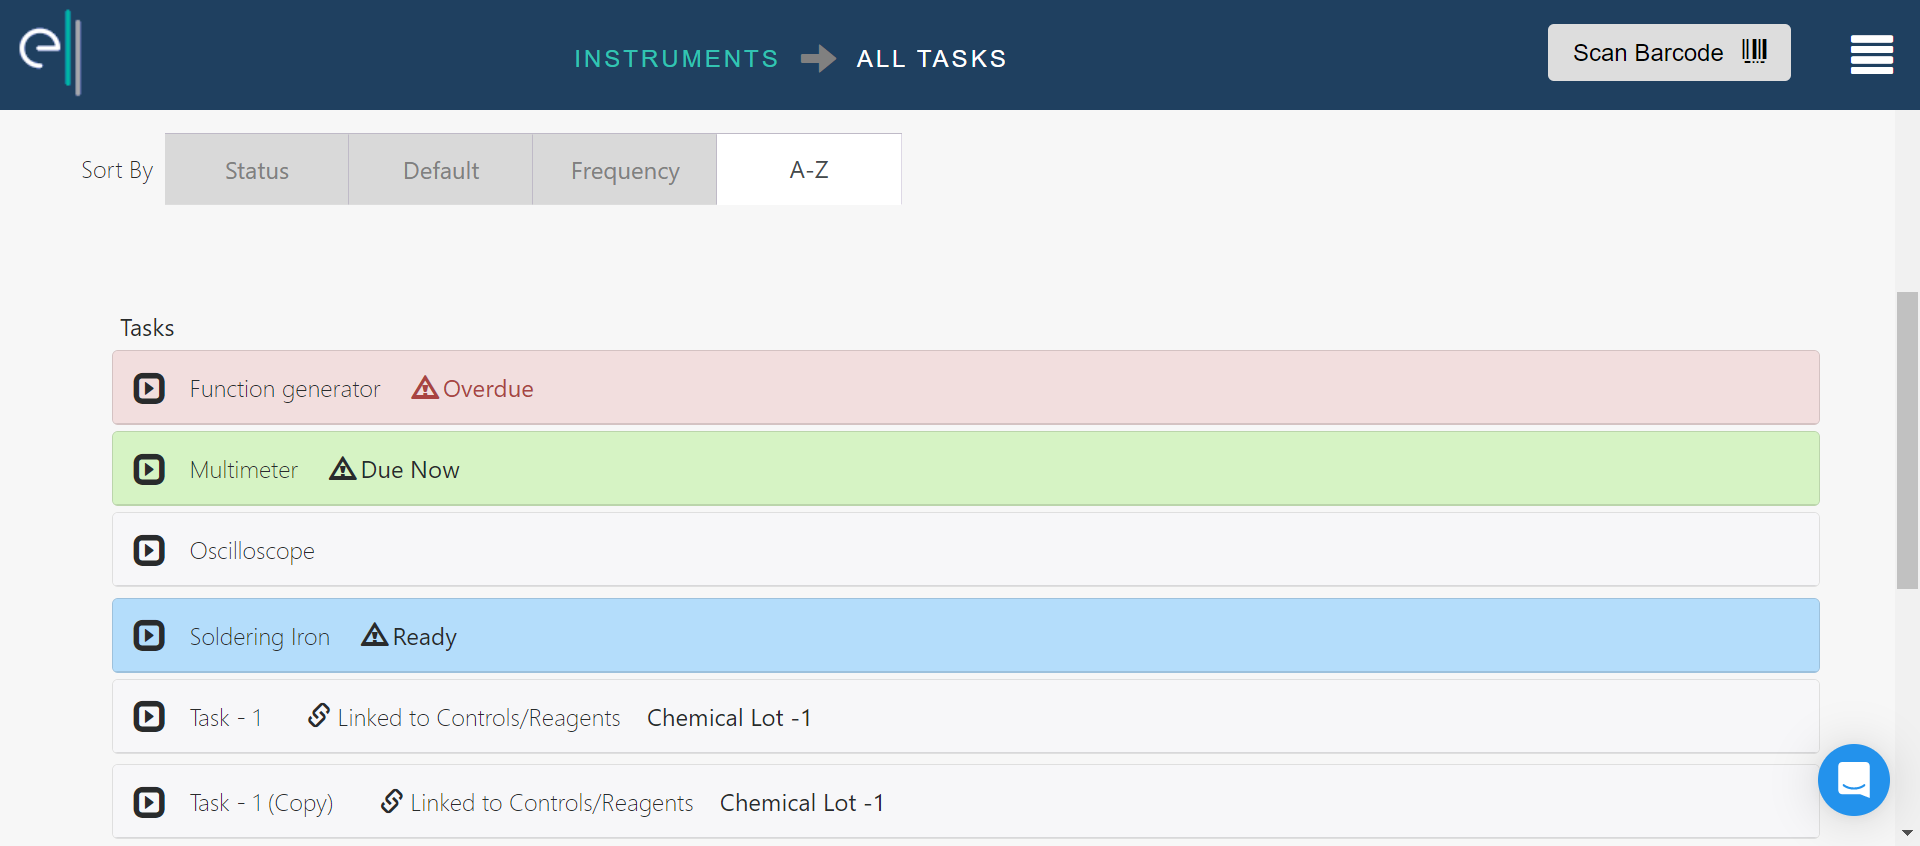 INSTRUMENTS ALL TASKS
Scan Barcode
Sort By Status Default Frequency A-Z
Tasks
Function generator Overdue
Multimeter Due Now
Oscilloscope
Soldering Iron Ready
Task - 1 Linked to Controls/Reagents Chemical Lot -1
Task - 1 (Copy) Linked to Controls/Reagents Chemical Lot -1